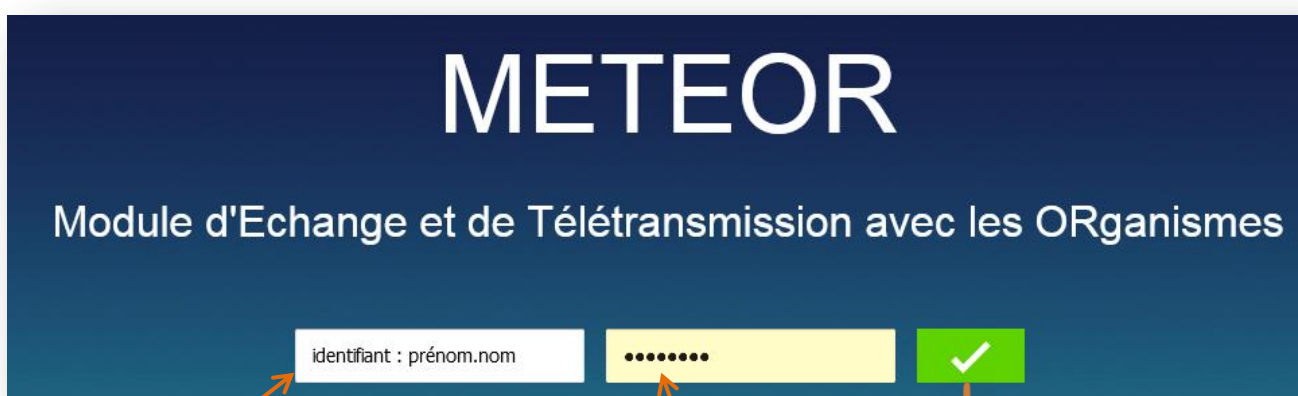 METEOR
Module d'Echange et de Télétransmission avec les ORganismes
identifiant : prénom.nom ••••••••